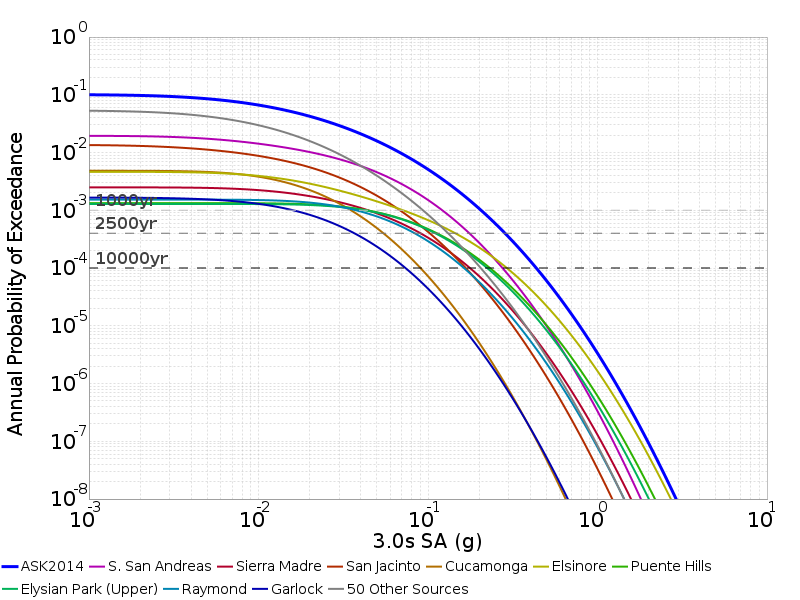 10^0
10^-1
10^-2
10^-3
10^-4
10^-5
10^-6
10^-7
10^-8
Annual Probability of Exceedance
1000yr
2500yr
10000yr
10^-3 10^-2 10^-1 10^0 10^1
3.0s SA (g)
ASK2014 S. San Andreas Sierra Madre San Jacinto Cucamonga Elsinore Puente Hills
Elysian Park (Upper) Raymond Garlock 50 Other Sources